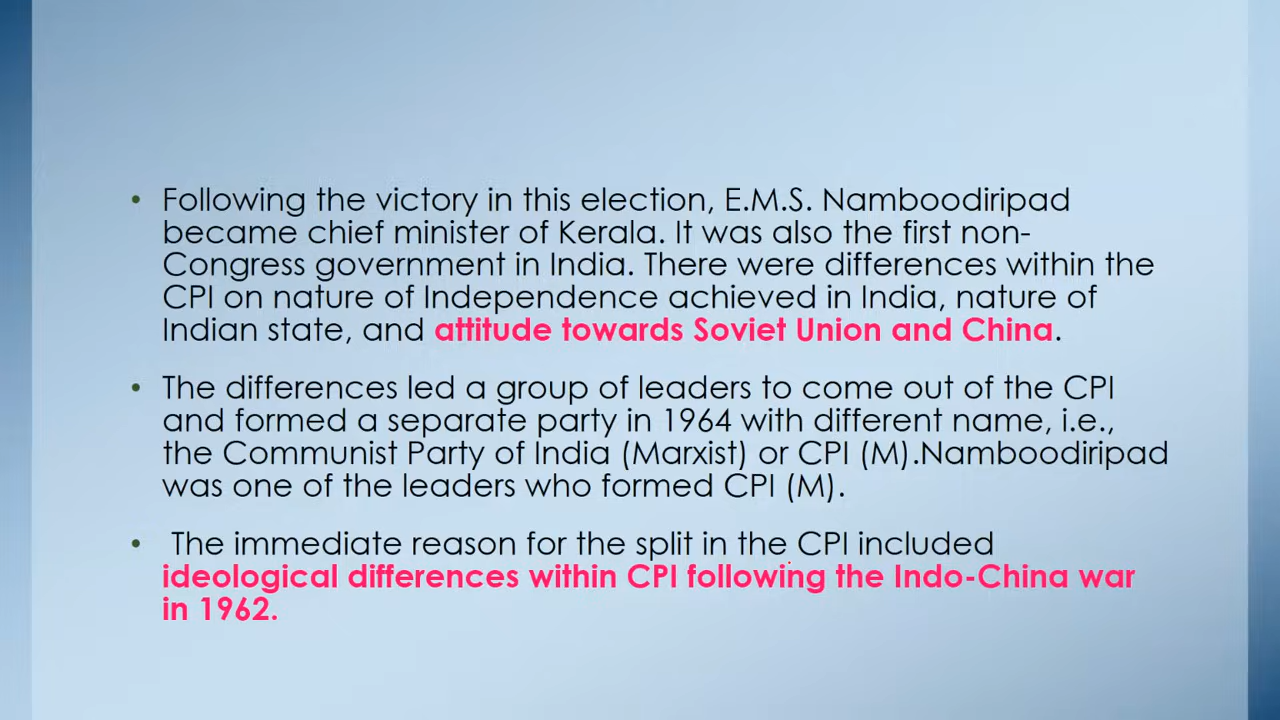 • Following the victory in this election, E.M.S. Namboodiripad
became chief minister of Kerala. It was also the first non-
Congress government in India. There were differences within the
CPI on nature of Independence achieved in India, nature of
Indian state, and attitude towards Soviet Union and China.
• The differences led a group of leaders to come out of the CPI
and formed a separate party in 1964 with different name, i.e.,
the Communist Party of India (Marxist) or CPI (M).Namboodiripad
was one of the leaders who formed CPI (M).
• The immediate reason for the split in the CPI included
ideological differences within CPI following the Indo-China war
in 1962.